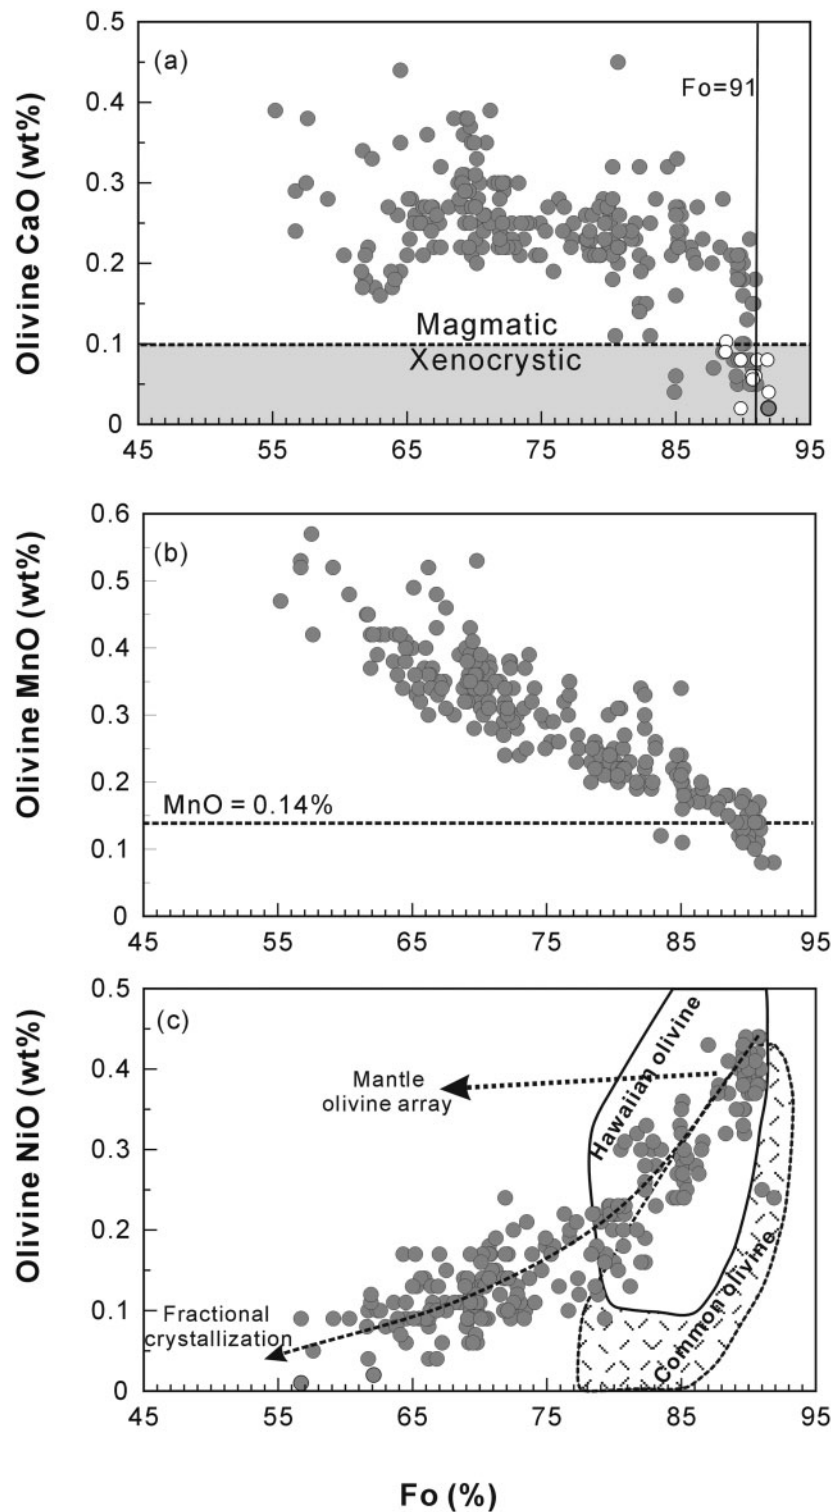 0.5
(a)
Fo=91
0.4
0.3
0.2
0.1
0
Olivine CaO (wt%)
Magmatic
Xenocrystic
45 55 65 75 85 95
0.6
(b)
0.5
0.4
0.3
0.2
0.1
0
Olivine MnO (wt%)
MnO = 0.14%
45 55 65 75 85 95
0.5
(c)
0.4
0.3
0.2
0.1
0
Olivine NiO (wt%)
Mantle
olivine array
Hawaiian olivine
Common olivine
Fractional
crystallization
45 55 65 75 85 95
Fo (%)